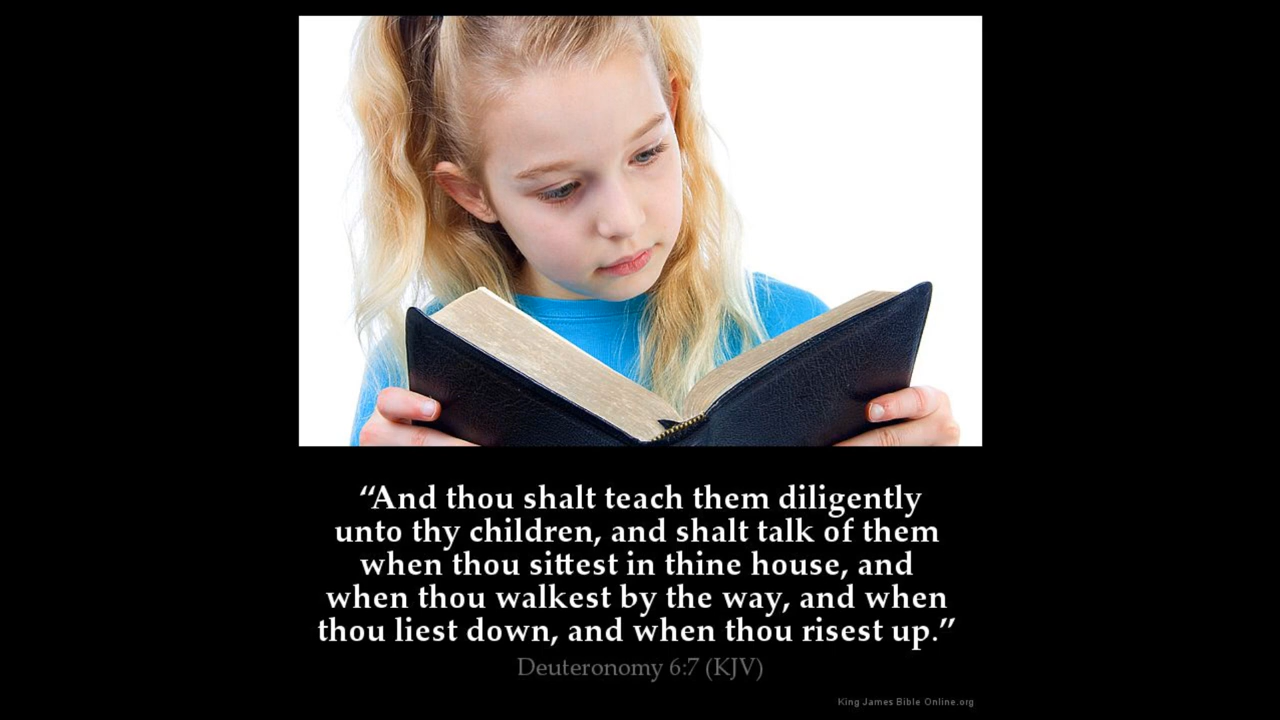 “And thou shalt teach them diligently
unto thy children, and shalt talk of them
when thou sittest in thine house, and
when thou walkest by the way, and when
thou liest down, and when thou risest up.”
Deuteronomy 6:7 (KJV)
King James Bible Online.org